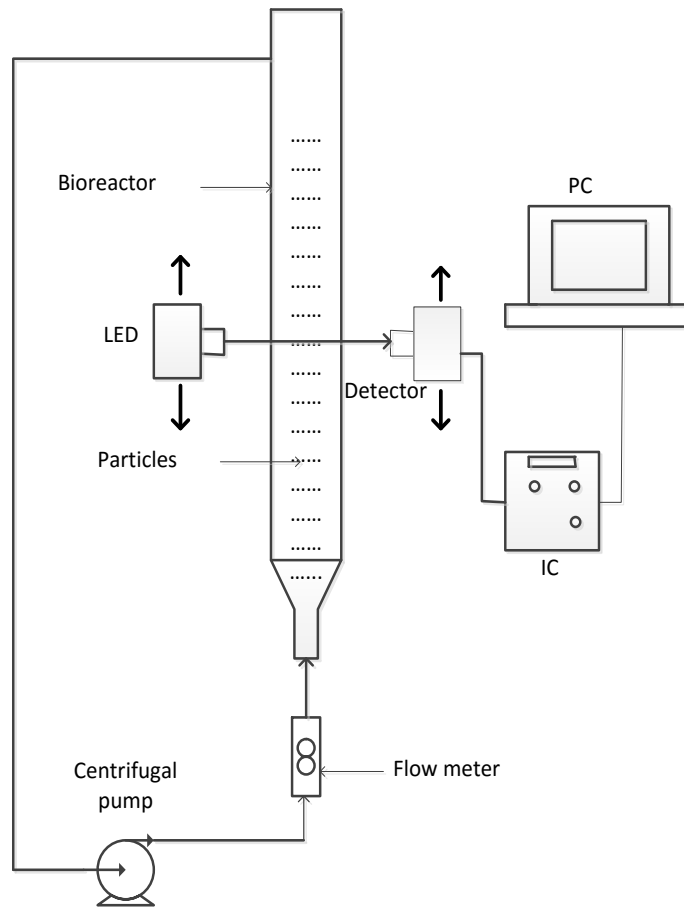 Bioreactor
PC
LED
Detector
Particles
IC
Centrifugal
pump
Flow meter